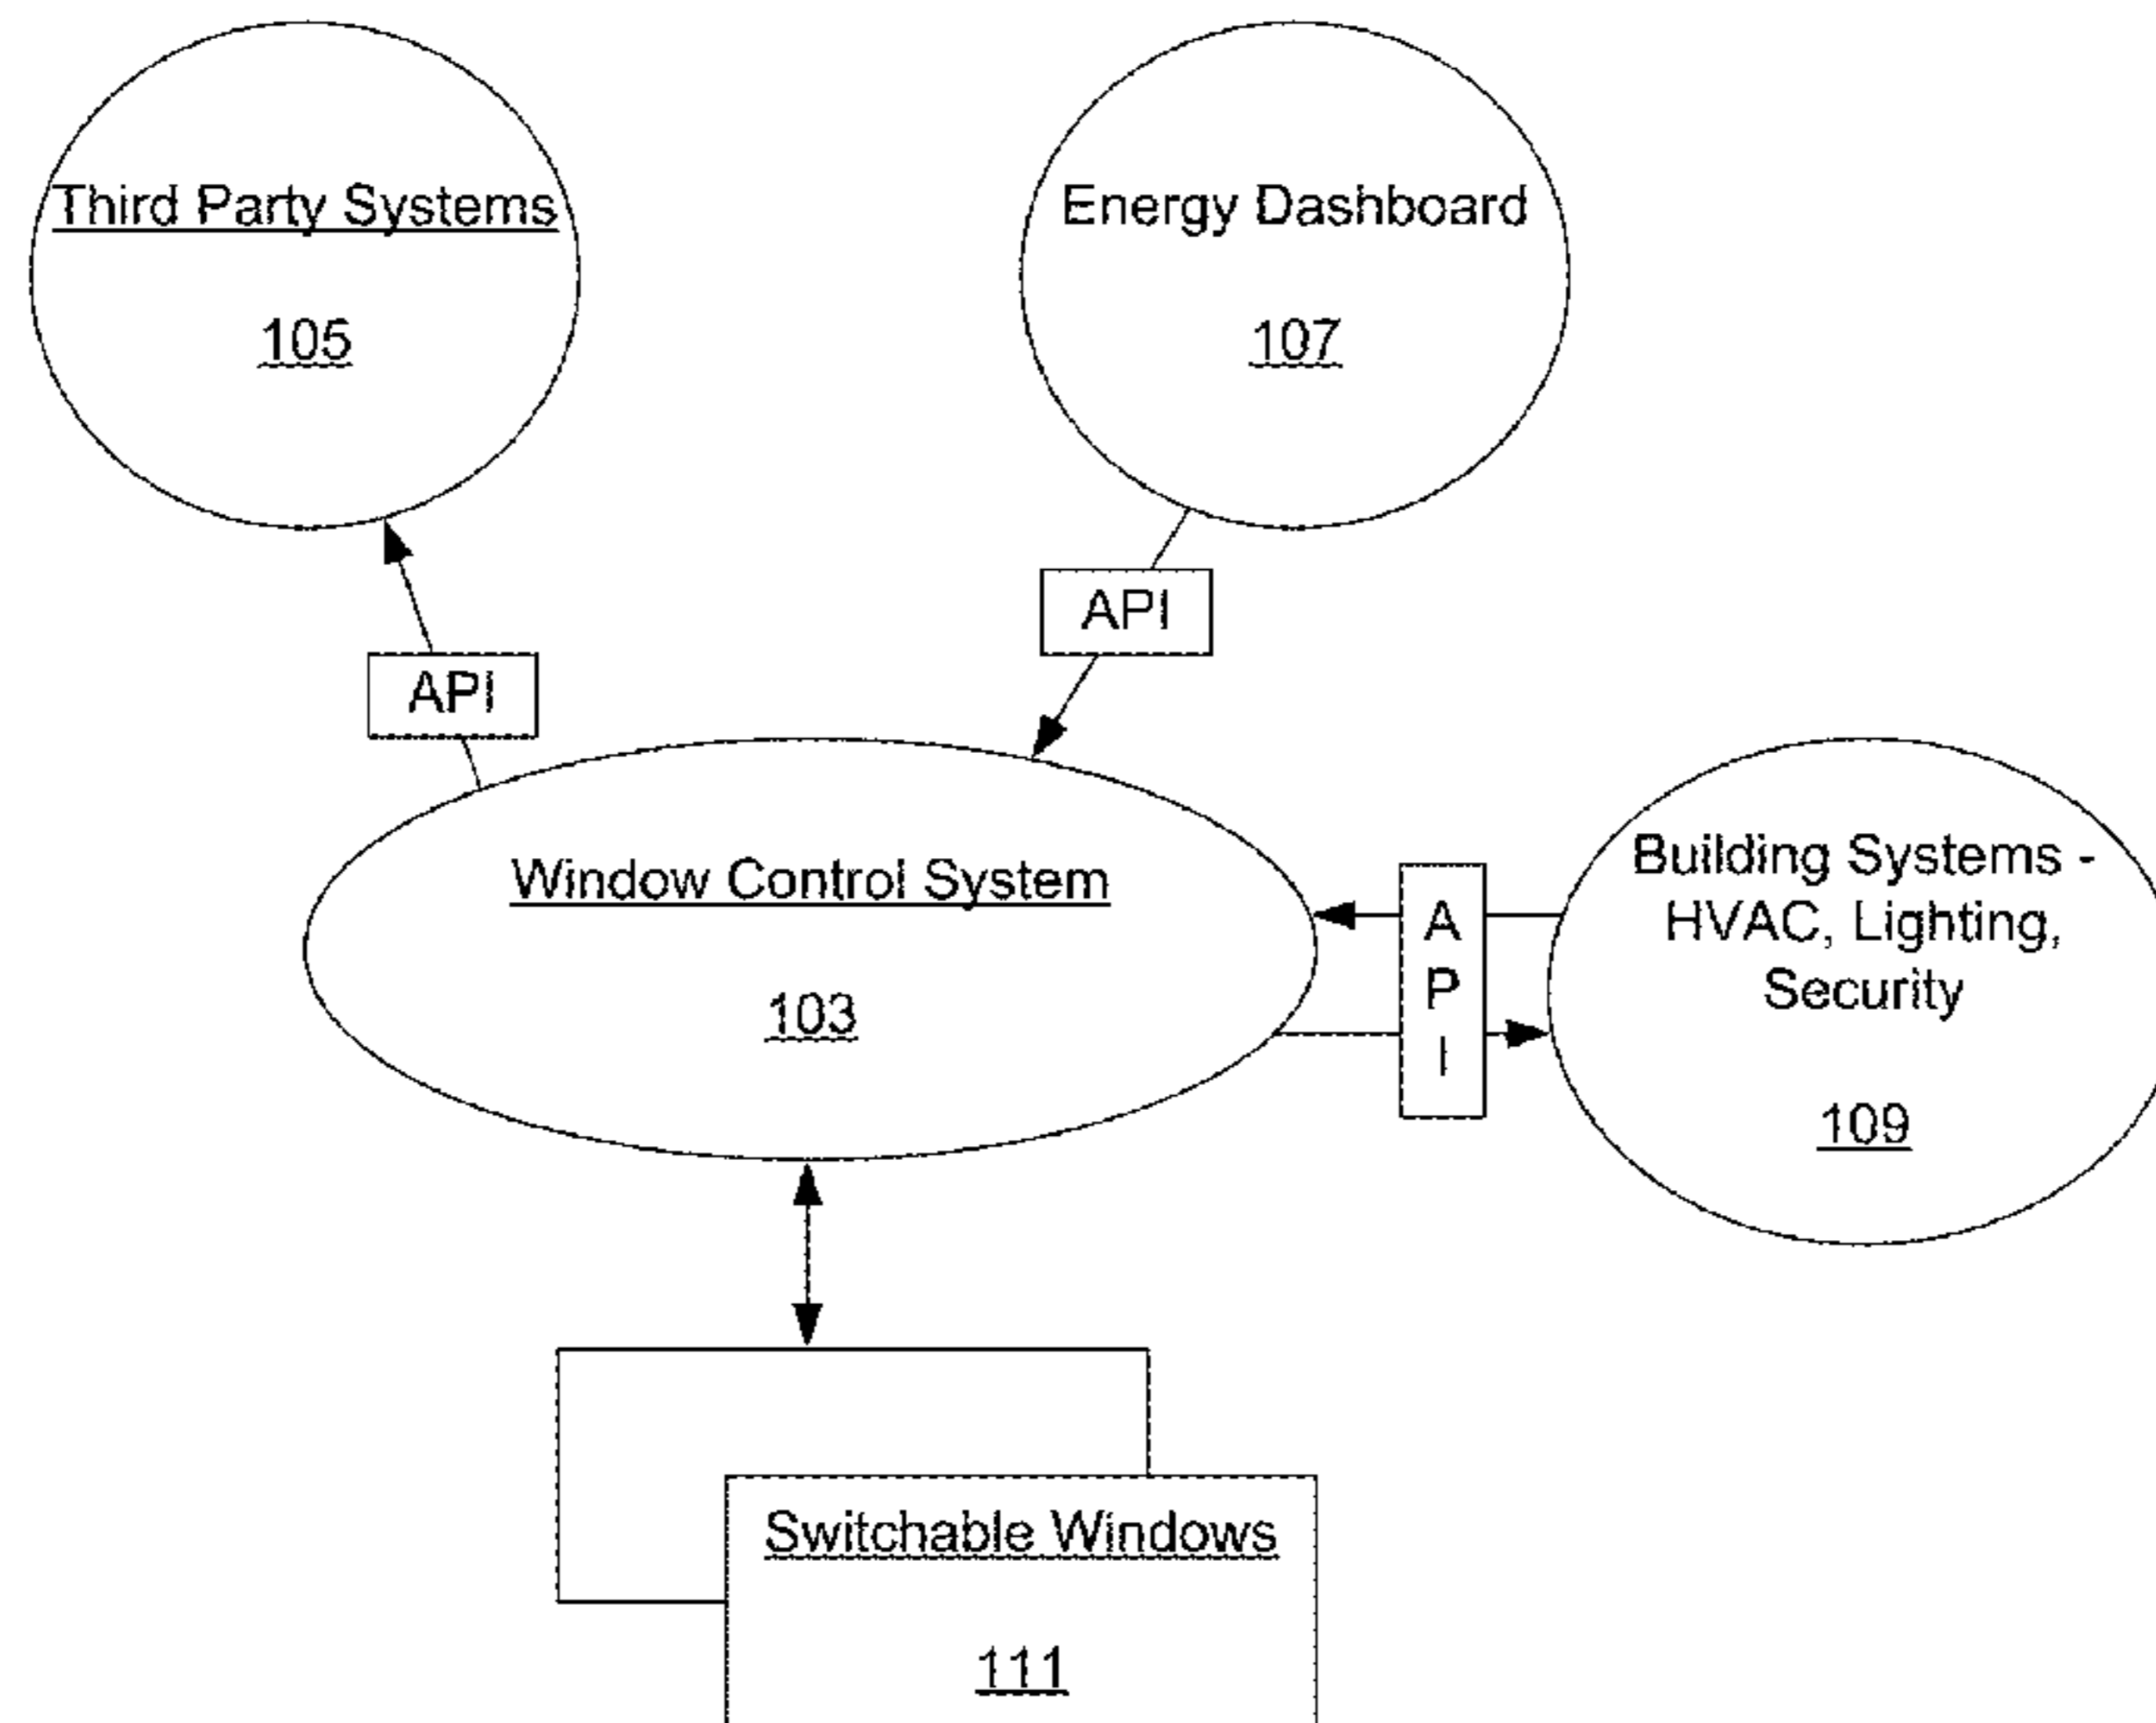 Third Party Systems
105
Energy Dashboard
107
API
API
Window Control System
103
A
P
I
Building Systems -
HVAC, Lighting,
Security
109
Switchable Windows
111